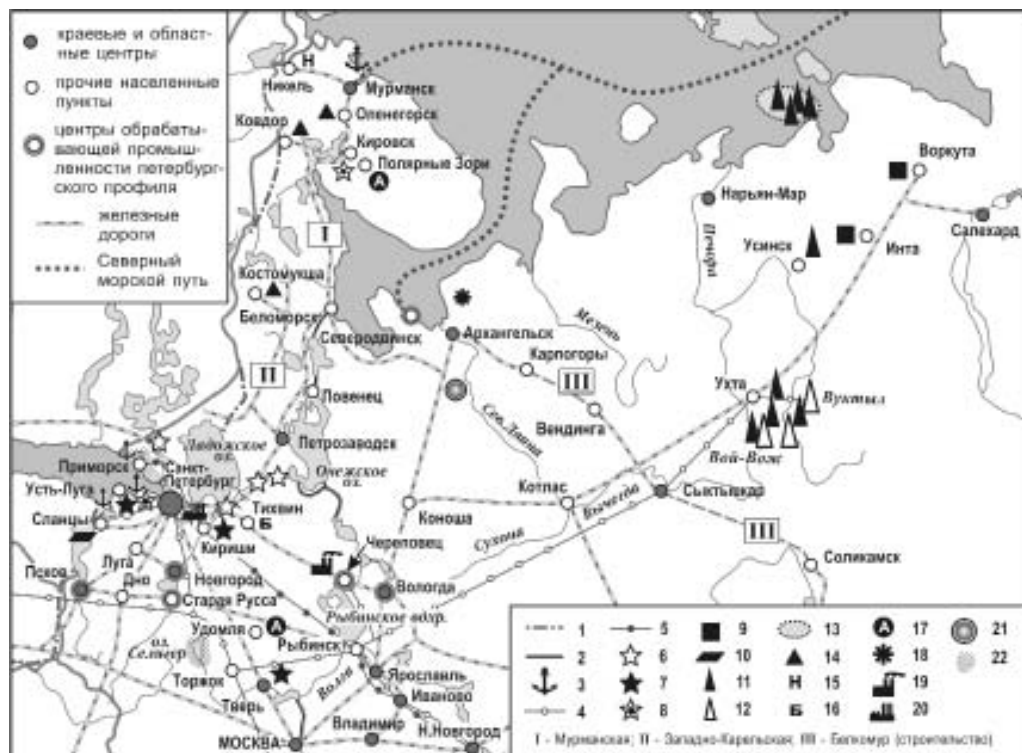 краевые и област-
ные центры
прочие населенные
пункты
центры обрабаты-
вающей промыш-
ленности петербур-
гского профиля
железные
дороги
Северный
морской путь
Н
Никель
Мурманск
Оленегорск
Ковдор
Кировск
Полярные Зори
А
I
Воркута
Нарьян-Мар
Салехард
Печора
Усинск
Инта
Костомукша
Беломорск
Северодвинск
Архангельск
Мезень
Карпогоры
II
III
Повенец
Сев. Двина
Вендинга
Ухта
Вуктыл
Петрозаводск
Ладожское
оз.
Онежское
оз.
Вой-Вож
Приморск
Санкт-
Петербург
Усть-Луга
Тихвин
Б
Сланцы
Кириши
Коноша
Котлас
Вычегда
Сыктывкар
III
Череповец
Сухона
Соликамск
Луга
Псков
Дно
Новгород
Вологда
Старая Русса
Рыбинское вдхр.
оз.
Селигер
Удомля
А
Рыбинск
Торжок
Волга
Ярославль
Тверь
Иваново
Владимир
Н.Новгород
МОСКВА
1 5 9 13 17 21
2 6 10 14 18 22
3 7 11 15 19
4 8 12 16 20
А
Н
Б
I - Мурманская; II - Западно-Карельская; III - Белкомур (строительство)